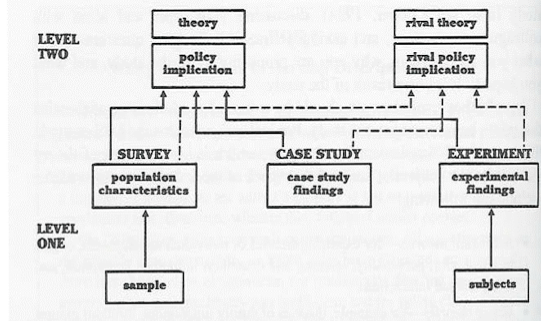 theory
rival theory
LEVEL
TWO
policy
implication
rival policy
implication
SURVEY
CASE STUDY
EXPERIMENT
population
characteristics
case study
findings
experimental
findings
LEVEL
ONE
sample
subjects